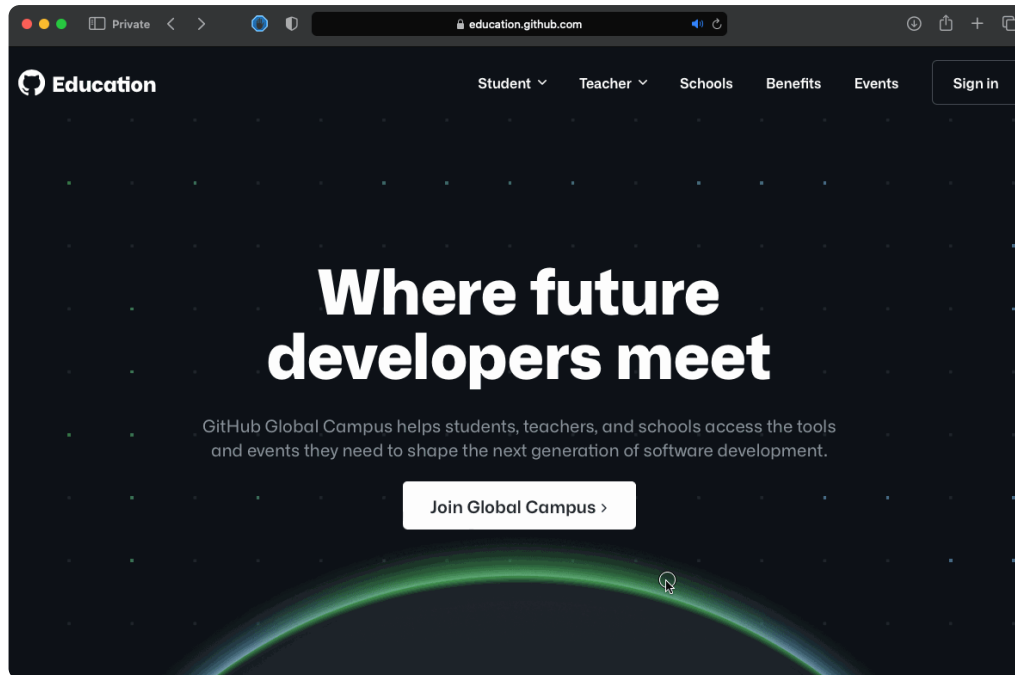 Private
education.github.com
Education
Student
Teacher
Schools
Benefits
Events
Sign in
Where future
developers meet
GitHub Global Campus helps students, teachers, and schools access the tools
and events they need to shape the next generation of software development.
Join Global Campus ›